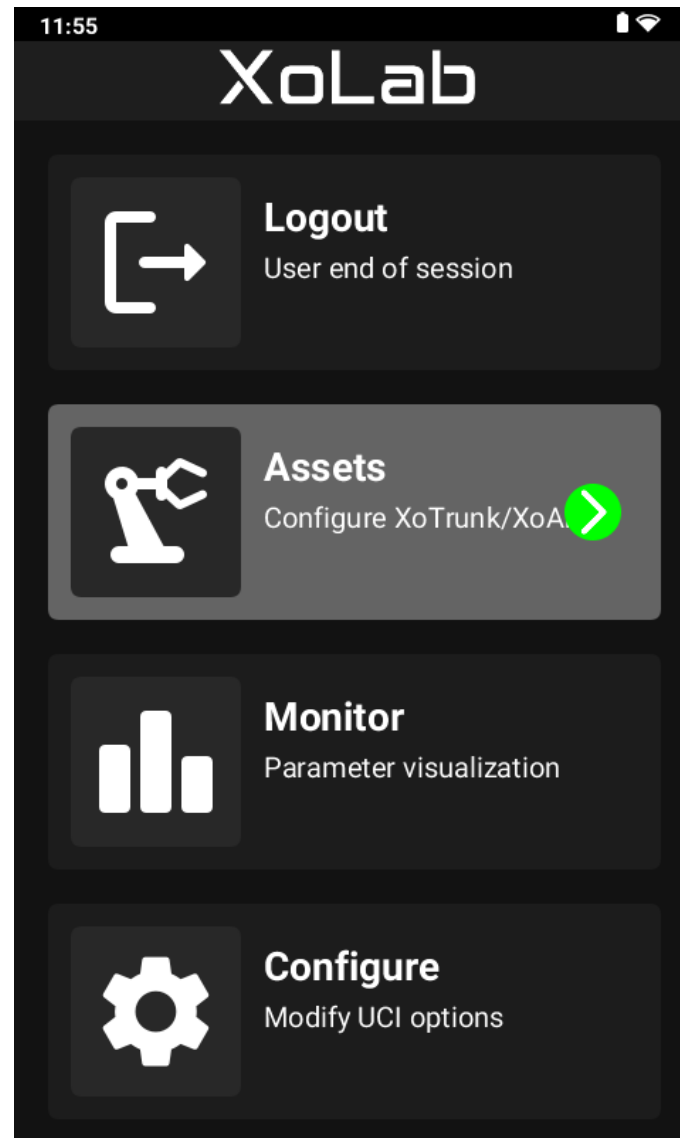 11:55
XoLab
Logout
User end of session
Assets
Configure XoTrunk/XoA
Monitor
Parameter visualization
Configure
Modify UCI options